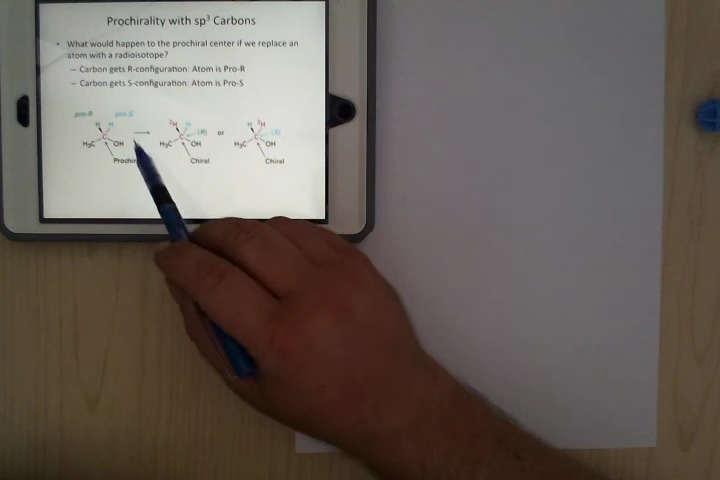 Prochirality with sp³ Carbons
• What would happen to the prochiral center if we replace an
atom with a radioisotope?
– Carbon gets R-configuration: Atom is Pro-R
– Carbon gets S-configuration: Atom is Pro-S
pro-R pro-S
H H ²H H H ²H
C C (R) or C (S)
H₃C OH H₃C OH H₃C OH
Chiral Chiral